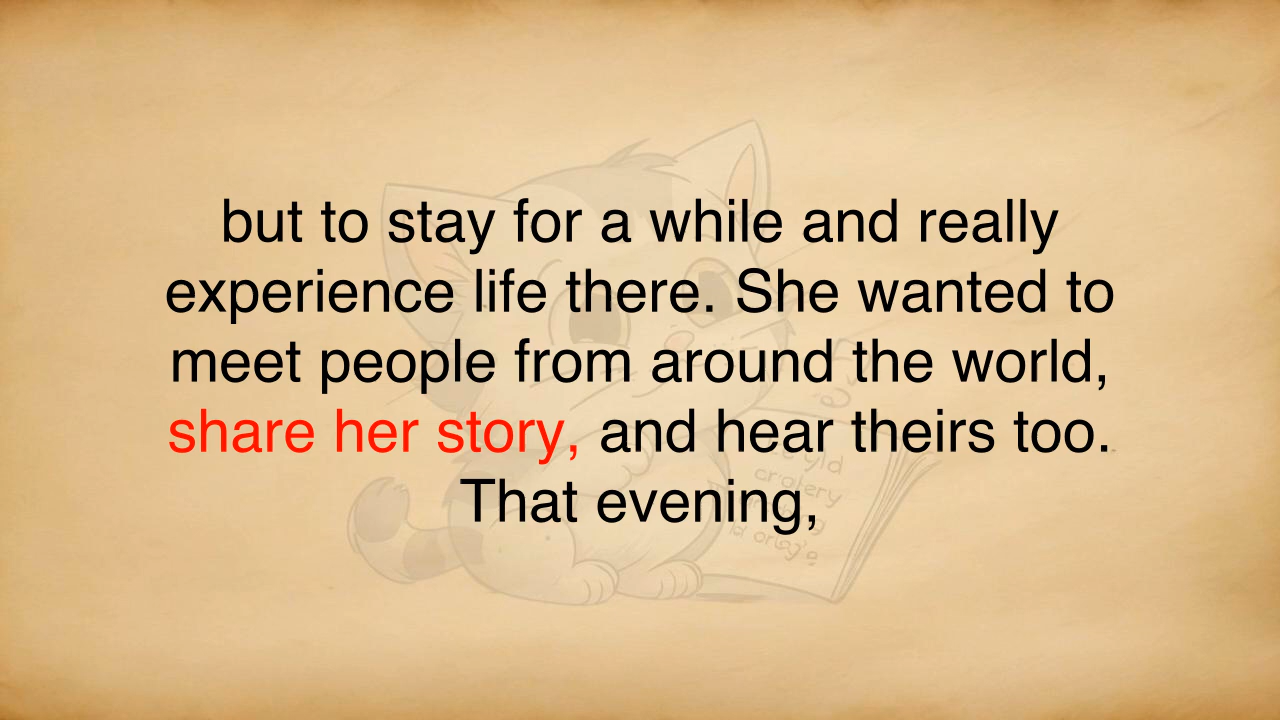 but to stay for a while and really
experience life there. She wanted to
meet people from around the world,
share her story, and hear theirs too.
That evening,